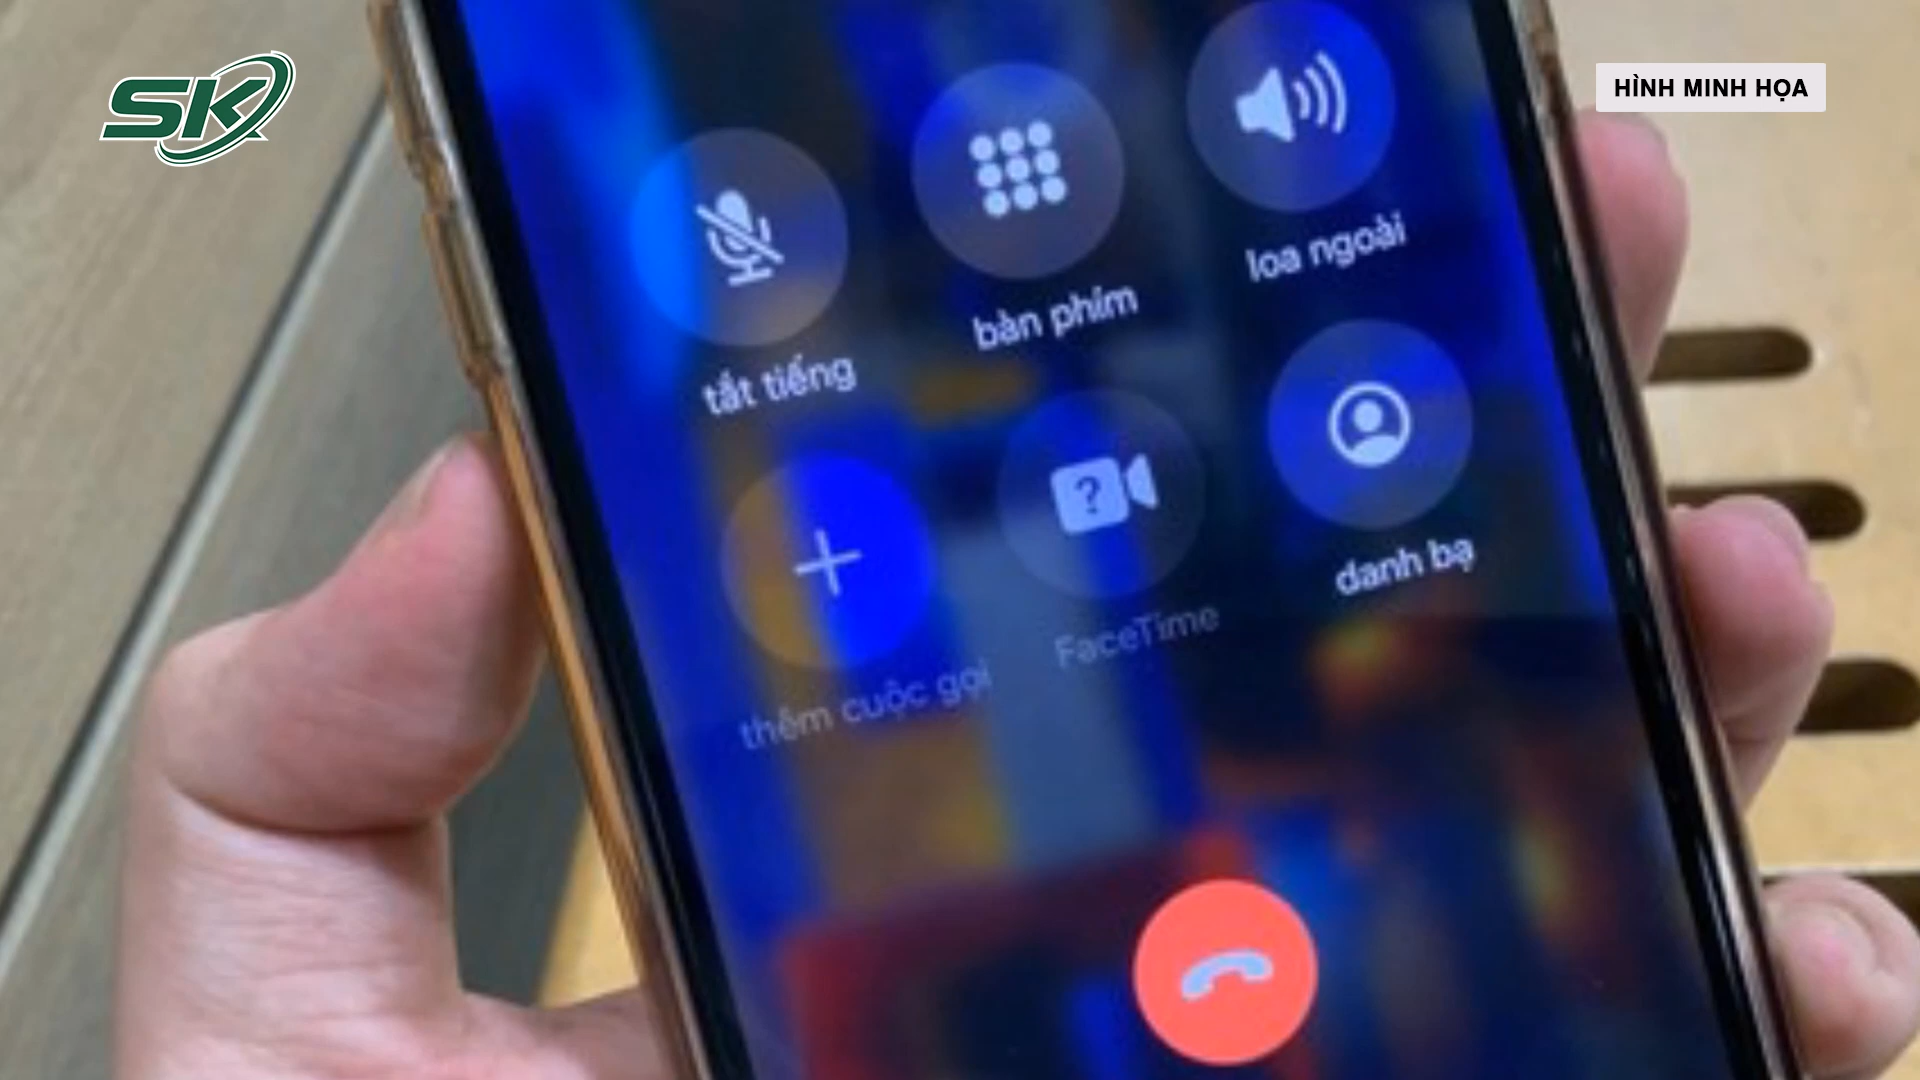 SK
HÌNH MINH HỌA
tắt tiếng
bàn phím
loa ngoài
thêm cuộc gọi
FaceTime
danh bạ